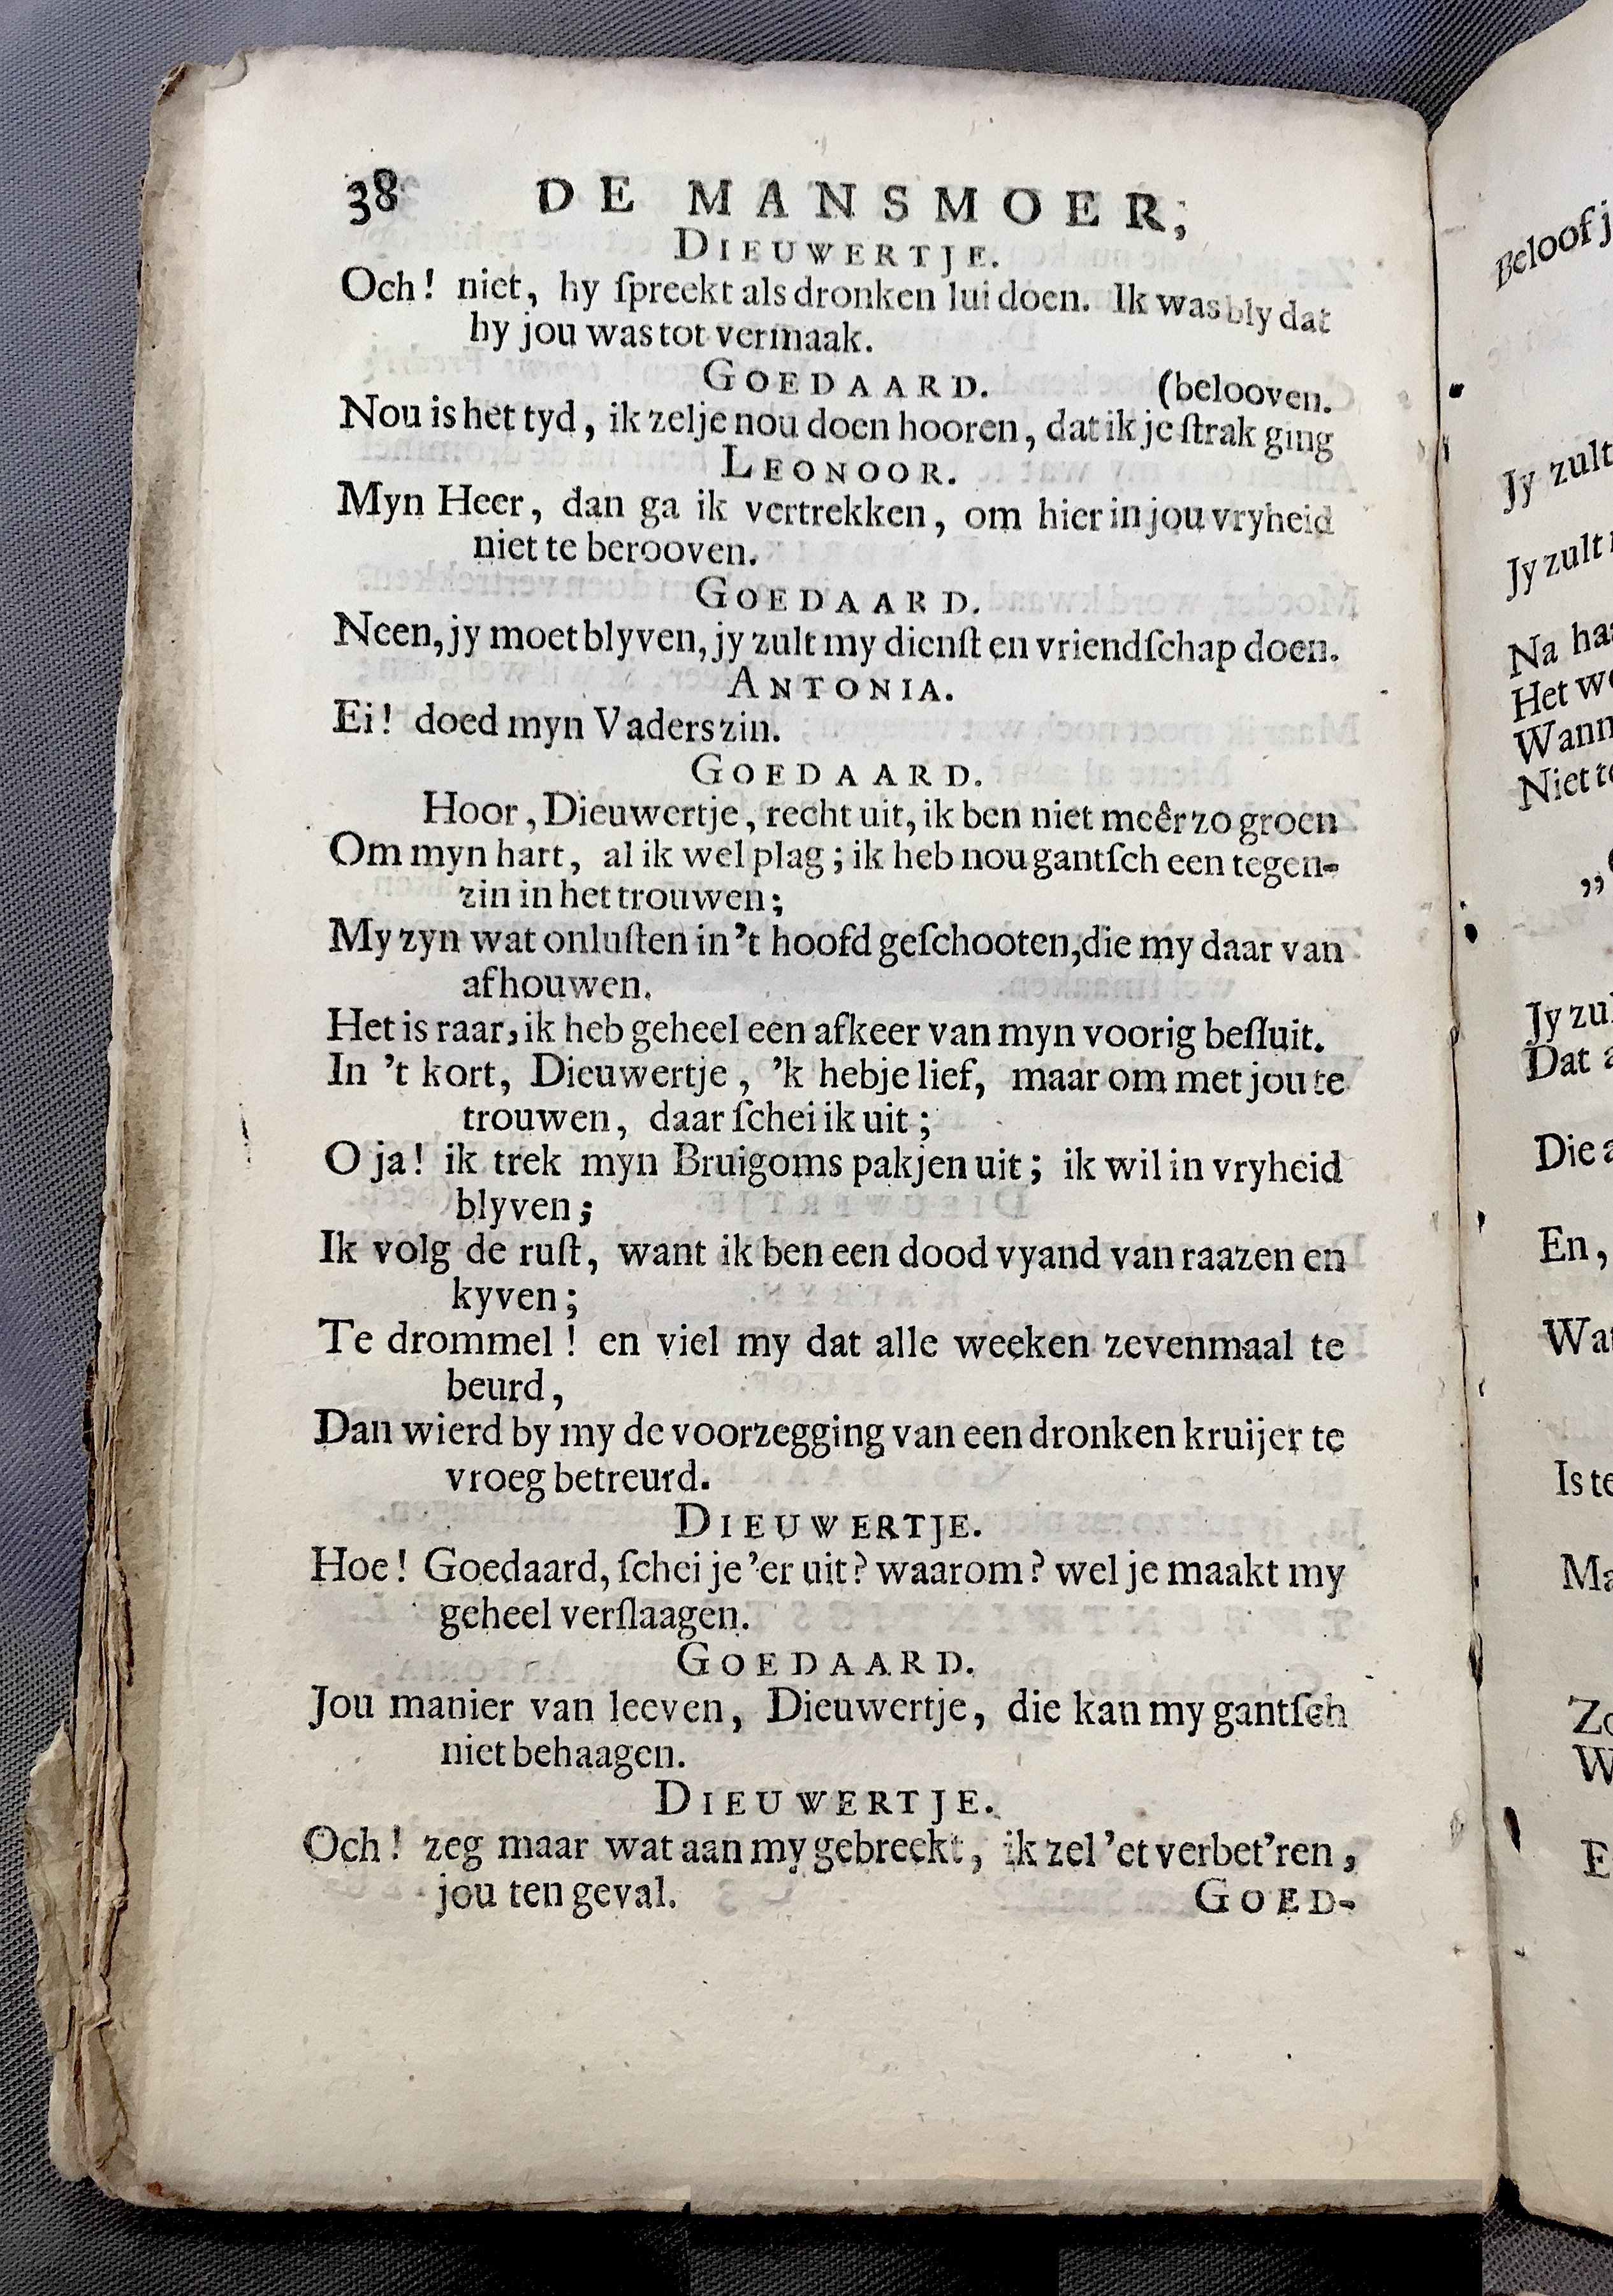 38 DE MANSMOER,
DIEUWERTJE.
Och! niet, hy ſpreekt als dronken lui doen. Ik was bly dat
hy jou was tot vermaak.
GOEDAARD. (belooven.
Nou is het tyd, ik zel je nou doen hooren, dat ik je ſtrak ging
LEONOOR.
Myn Heer, dan ga ik vertrekken, om hier in jou vryheid
niet te berooven.
GOEDAARD.
Neen, jy moet blyven, jy zult my dienſt en vriendſchap doen.
ANTONIA.
Ei! doed myn Vaders zin.
GOEDAARD.
Hoor, Dieuwertje, recht uit, ik ben niet meêr zo groen
Om myn hart, al ik wel plag; ik heb nou gantſch een tegen-
zin in het trouwen;
My zyn wat onluſten in 't hoofd geſchooten, die my daar van
afhouwen.
Het is raar, ik heb geheel een afkeer van myn voorig beſluit.
In 't kort, Dieuwertje, 'k heb je lief, maar om met jou te
trouwen, daar ſchei ik uit;
O ja! ik trek myn Bruigoms pakjen uit; ik wil in vryheid
blyven;
Ik volg de ruſt, want ik ben een dood vyand van raazen en
kyven;
Te drommel! en viel my dat alle weeken zevenmaal te
beurd,
Dan wierd by my de voorzegging van een dronken kruijer te
vroeg betreurd.
DIEUWERTJE.
Hoe! Goedaard, ſchei je 'er uit? waarom? wel je maakt my
geheel verſlaagen.
GOEDAARD.
Jou manier van leeven, Dieuwertje, die kan my gantſch
niet behaagen.
DIEUWERTJE.
Och! zeg maar wat aan my gebreekt, ik zel 'et verbet'ren,
jou ten geval.
GOED-
Beloof j
Jy zult
Jy zult
Na haa
Het w
Wann
Niet t
Jy zu
Dat a
Die a
En,
Wa
Is te
Ma
Zo
W
E